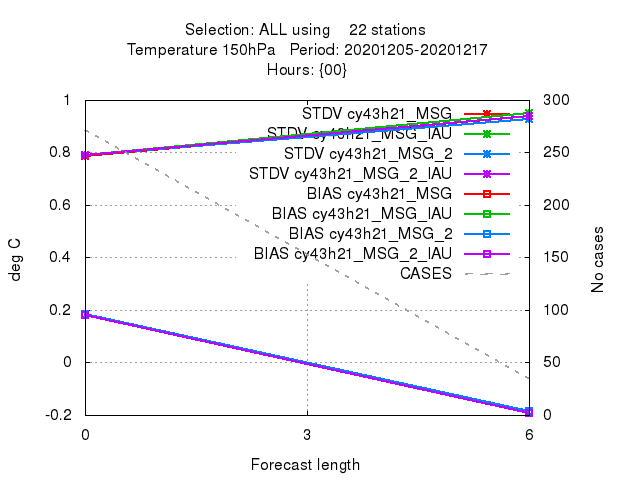 Selection: ALL using    22 stations
Temperature 150hPa   Period: 20201205-20201217
Hours: {00}
1
0.8
0.6
0.4
0.2
0
-0.2
deg C
300
250
200
150
100
50
0
No cases
STDV cy43h21_MSG
STDV cy43h21_MSG_IAU
STDV cy43h21_MSG_2
STDV cy43h21_MSG_2_IAU
BIAS cy43h21_MSG
BIAS cy43h21_MSG_IAU
BIAS cy43h21_MSG_2
BIAS cy43h21_MSG_2_IAU
CASES
0 3 6
Forecast length